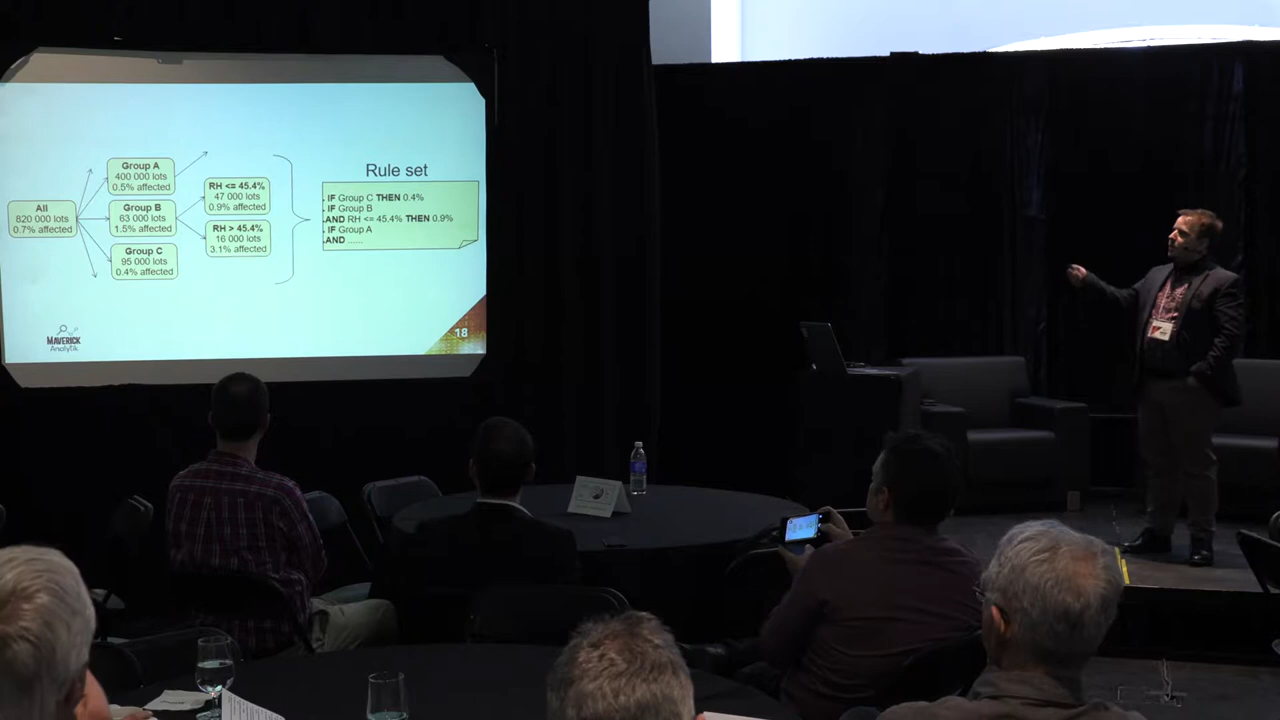 All
820 000 lots
0.7% affected
Group A
400 000 lots
0.5% affected
Group B
63 000 lots
1.5% affected
Group C
95 000 lots
0.4% affected
RH <= 45.4%
47 000 lots
0.9% affected
RH > 45.4%
16 000 lots
3.1% affected
Rule set
IF Group C THEN 0.4%
IF Group B
AND RH <= 45.4% THEN 0.9%
IF Group A
AND ......
MAVERICK
Analytik
18